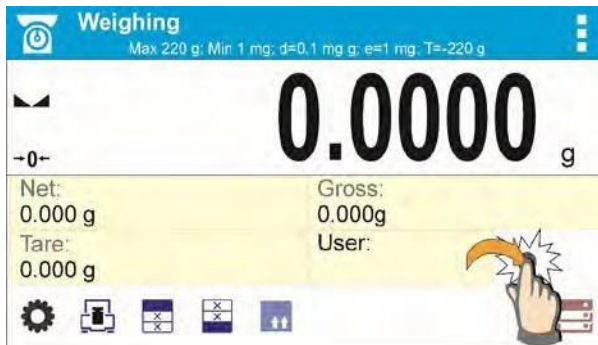 Weighing
Max 220 g: Min 1 mg: d=0.1 mg g: e=1 mg: T=-220 g
0.0000 g
→0←
Net: Gross:
0.000 g 0.000g
Tare: User:
0.000 g